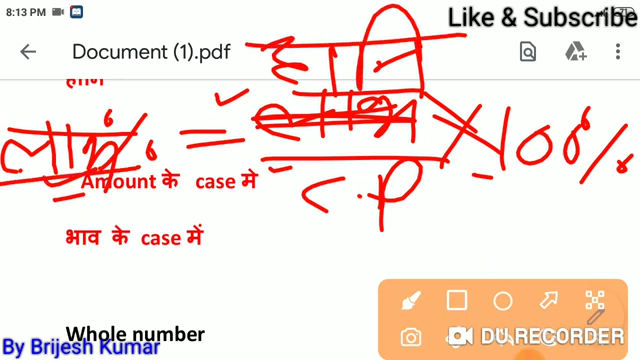 8:13 PM
Like & Subscribe
Document (1).pdf
हानि
लाभ% = लाभ × 100%
C.P
Amount के case मे
भाव के case में
Whole number
DU RECORDER
By Brijesh Kumar